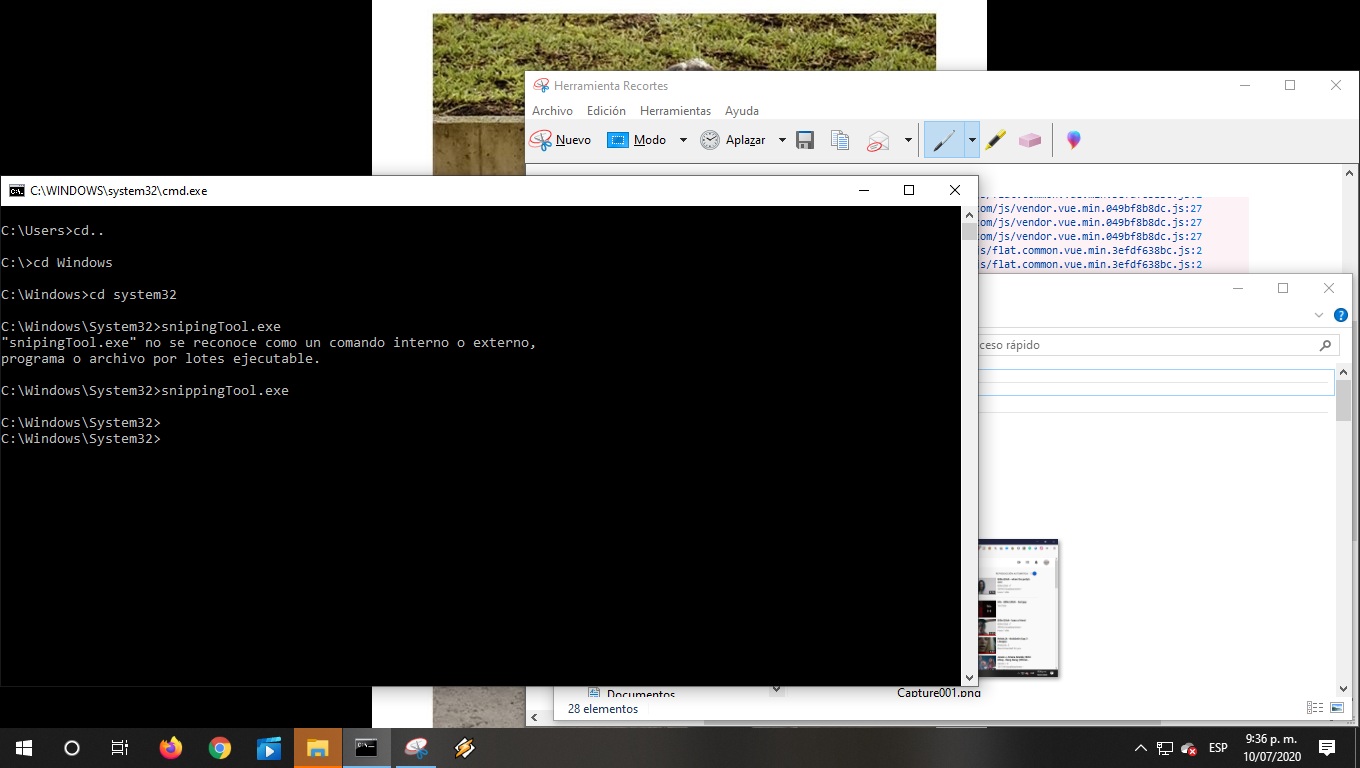 Herramienta Recortes
Archivo Edición Herramientas Ayuda
Nuevo Modo Aplazar
C:\WINDOWS\system32\cmd.exe
C:\Users>cd..
C:\>cd Windows
C:\Windows>cd system32
C:\Windows\System32>snipingTool.exe
"snipingTool.exe" no se reconoce como un comando interno o externo,
programa o archivo por lotes ejecutable.
C:\Windows\System32>snippingTool.exe
C:\Windows\System32>
C:\Windows\System32>
om/js/vendor.vue.min.049bf8b8dc.js:27
om/js/vendor.vue.min.049bf8b8dc.js:27
om/js/vendor.vue.min.049bf8b8dc.js:27
s/flat.common.vue.min.3efdf638bc.js:2
s/flat.common.vue.min.3efdf638bc.js:2
?
ceso rápido
Documentos
Capture001.png
28 elementos
ESP
9:36 p. m.
10/07/2020